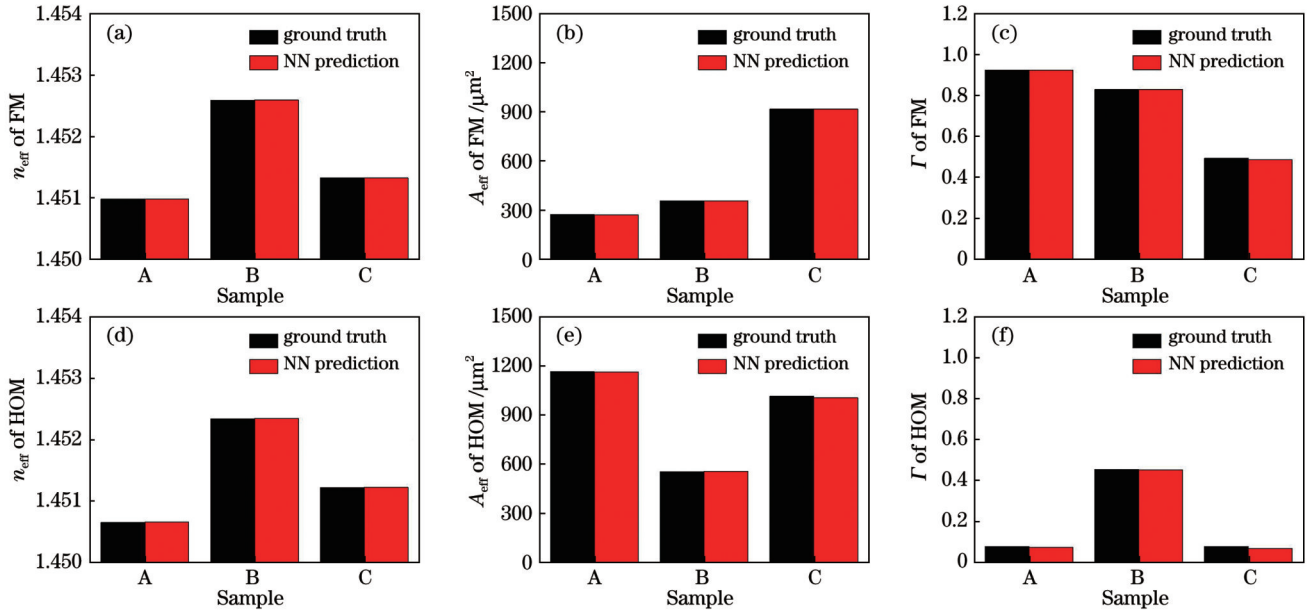 (a)
ground truth
NN prediction
n_eff of FM
1.454
1.453
1.452
1.451
1.450
A B C
Sample
(b)
ground truth
NN prediction
A_eff of FM /μm²
1500
1200
900
600
300
0
A B C
Sample
(c)
ground truth
NN prediction
Γ of FM
1.2
1.0
0.8
0.6
0.4
0.2
0
A B C
Sample
(d)
ground truth
NN prediction
n_eff of HOM
1.454
1.453
1.452
1.451
1.450
A B C
Sample
(e)
ground truth
NN prediction
A_eff of HOM /μm²
1500
1200
900
600
300
0
A B C
Sample
(f)
ground truth
NN prediction
Γ of HOM
1.2
1.0
0.8
0.6
0.4
0.2
0
A B C
Sample